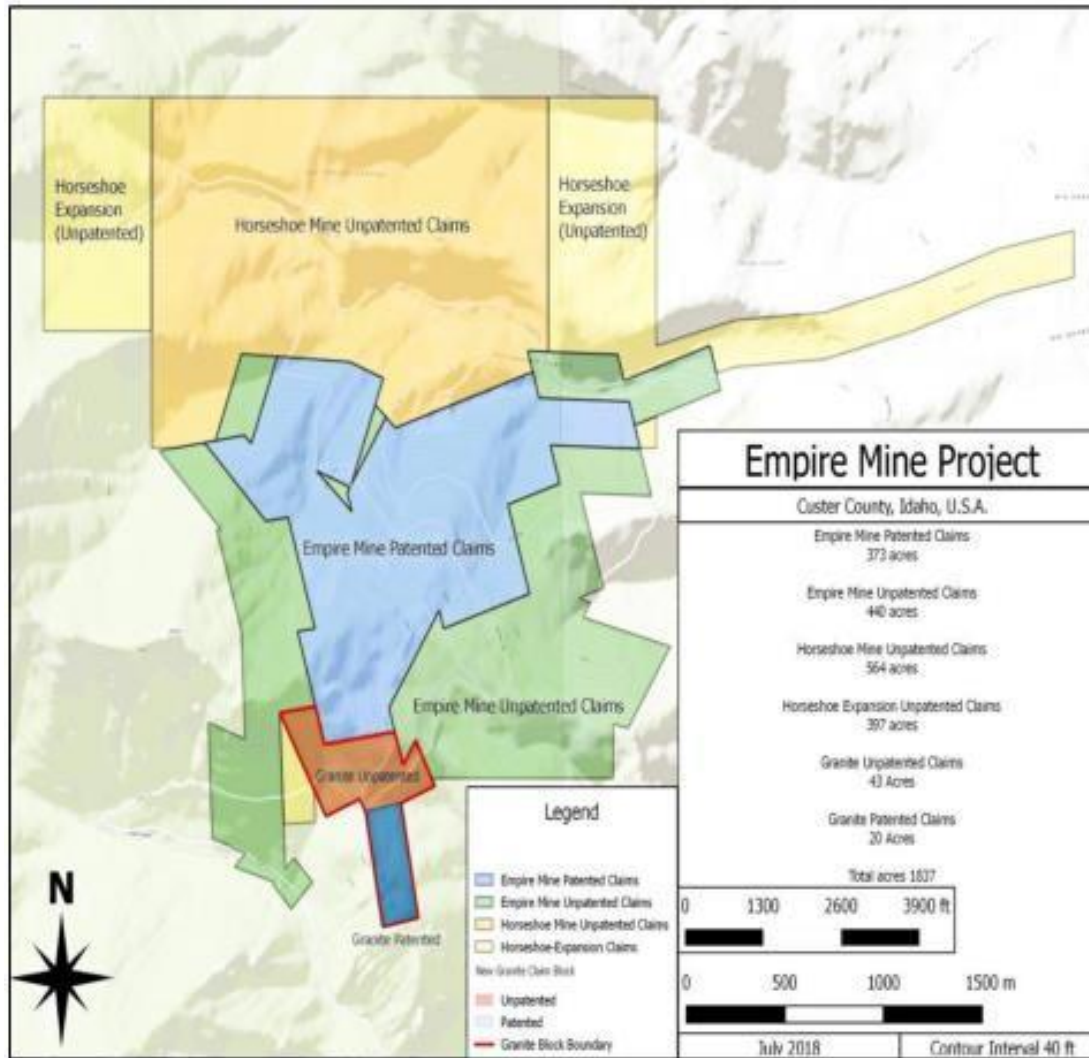 Horseshoe
Expansion
(Unpatented)
Horseshoe Mine Unpatented Claims
Horseshoe
Expansion
(Unpatented)
Empire Mine Patented Claims
Empire Mine Unpatented Claims
Granite Unpatented
Granite Patented
N
Legend
Empire Mine Patented Claims
Empire Mine Unpatented Claims
Horseshoe Mine Unpatented Claims
Horseshoe-Expansion Claims
New Granite Claim Block
Unpatented
Patented
Granite Block Boundary
Empire Mine Project
Custer County, Idaho, U.S.A.
Empire Mine Patented Claims
373 acres
Empire Mine Unpatented Claims
440 acres
Horseshoe Mine Unpatented Claims
564 acres
Horseshoe Expansion Unpatented Claims
397 acres
Granite Unpatented Claims
43 Acres
Granite Patented Claims
20 Acres
Total acres 1837
0 1300 2600 3900 ft
0 500 1000 1500 m
July 2018
Contour Interval 40 ft